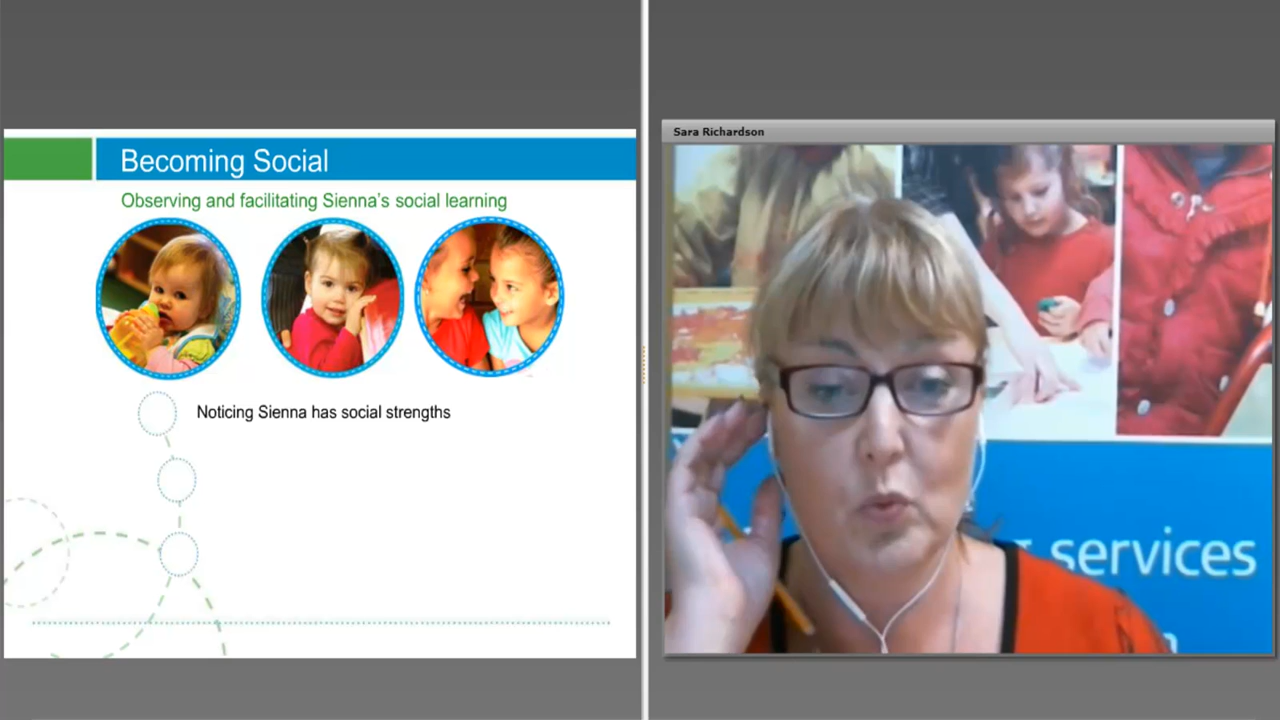 Becoming Social
Observing and facilitating Sienna's social learning
Noticing Sienna has social strengths
Sara Richardson
services